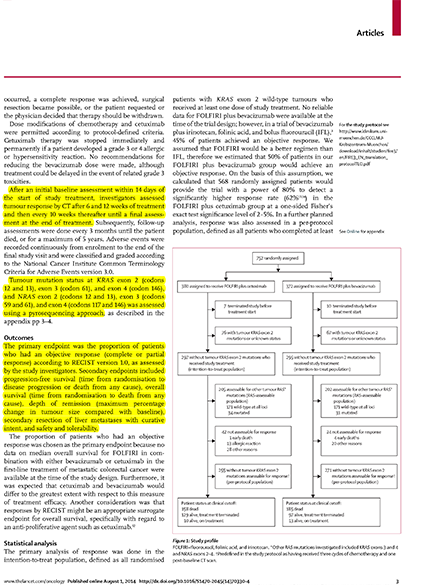 Articles
occurred, a complete response was achieved, surgical
resection became possible, or the patient requested or
the physician decided that therapy should be withdrawn.
Dose modifications of chemotherapy and cetuximab
were permitted according to protocol-defined criteria.
Cetuximab therapy was stopped immediately and
permanently if a patient developed a grade 3 or 4 allergic
or hypersensitivity reaction. No recommendations for
reducing the bevacizumab dose were made, although
treatment could be delayed in the event of related grade 3
toxicities.
After an initial baseline assessment within 14 days of
the start of study treatment, investigators assessed
tumour response by CT after 6 and 12 weeks of treatment
and then every 10 weeks thereafter until a final assess-
ment at the end of treatment. Subsequently, follow-up
assessments were done every 3 months until the patient
died, or for a maximum of 5 years. Adverse events were
recorded continuously from enrolment to the end of the
final study visit and were classified and graded according
to the National Cancer Institute Common Terminology
Criteria for Adverse Events version 3.0.
Tumour mutation status at KRAS exon 2 (codons
12 and 13), exon 3 (codon 61), and exon 4 (codon 146),
and NRAS exon 2 (codons 12 and 13), exon 3 (codons
59 and 61), and exon 4 (codons 117 and 146) was assessed
using a pyrosequencing approach, as described in the
appendix pp 3–4.
Outcomes
The primary endpoint was the proportion of patients
who had an objective response (complete or partial
response) according to RECIST version 1.0, as assessed
by the study investigators. Secondary endpoints included
progression-free survival (time from randomisation to
disease progression or death from any cause), overall
survival (time from randomisation to death from any
cause), depth of remission (maximum percentage
change in tumour size compared with baseline),
secondary resection of liver metastases with curative
intent, and safety and tolerability.
The proportion of patients who had an objective
response was chosen as the primary endpoint because no
data on median overall survival for FOLFIRI in com-
bination with either bevacizumab or cetuximab in the
first-line treatment of metastatic colorectal cancer were
available at the time of the study design. Furthermore, it
was expected that cetuximab and bevacizumab would
differ to the greatest extent with respect to this measure
of treatment efficacy. Another consideration was that
responses by RECIST might be an appropriate surrogate
endpoint for overall survival, specifically with regard to
an anti-proliferative agent such as cetuximab.
Statistical analysis
The primary analysis of response was done in the
intention-to-treat population, defined as all randomised
patients with KRAS exon 2 wild-type tumours who
received at least one dose of study treatment. No reliable
data for FOLFIRI plus bevacizumab were available at the
time of the trial design; however, in a trial of bevacizumab
plus irinotecan, folinic acid, and bolus fluorouracil (IFL),
45% of patients achieved an objective response. We
assumed that FOLFIRI would be a better regimen than
IFL, therefore we estimated that 50% of patients in our
FOLFIRI plus bevacizumab group would achieve an
objective response. On the basis of this assumption, we
calculated that 568 randomly assigned patients would
provide the trial with a power of 80% to detect a
significantly higher response rate (62%) in the
FOLFIRI plus cetuximab group at a one-sided Fisher's
exact test significance level of 2·5%. In a further planned
analysis, response was also assessed in a per-protocol
population, defined as all patients who completed at least
For the study protocol see
See Online for appendix
752 randomly assigned
380 assigned to receive FOLFIRI plus cetuximab
372 assigned to receive FOLFIRI plus bevacizumab
7 terminated study before
treatment start
10 terminated study before
treatment start
76 with tumour KRAS exon 2
mutation or unknown status
67 with tumour KRAS exon 2
mutation or unknown status
297 without tumour KRAS exon 2 mutations who
received study treatment
(intention-to-treat population)
295 without tumour KRAS exon 2 mutations who
received study treatment
(intention-to-treat population)
205 assessable for other tumour RAS*
mutations (RAS-assessable
population)
171 wild-type at all loci
34 mutated
202 assessable for other tumour RAS*
mutations (RAS-assessable
population)
171 wild-type at all loci
31 mutated
42 not assessable for response
24 not assessable for response
255 without tumour KRAS exon 2
mutations assessable for response†
(per-protocol population)
271 without tumour KRAS exon 2
mutations assessable for response†
(per-protocol population)
Patient status at clinical cutoff:
158 died
129 alive, treatment terminated
10 alive, on treatment
Patient status at clinical cutoff:
185 died
97 alive, treatment terminated
13 alive, on treatment
Figure 1: Study profile
FOLFIRI=fluorouracil, folinic acid, and irinotecan. *Other RAS mutations investigated included KRAS exons 3 and 4
and NRAS exons 2–4. †Defined in the study protocol as having received three cycles of chemotherapy and one
post-baseline CT scan.
www.thelancet.com/oncology Published online August 1, 2014 http://dx.doi.org/10.1016/S1470-2045(14)70330-4
3